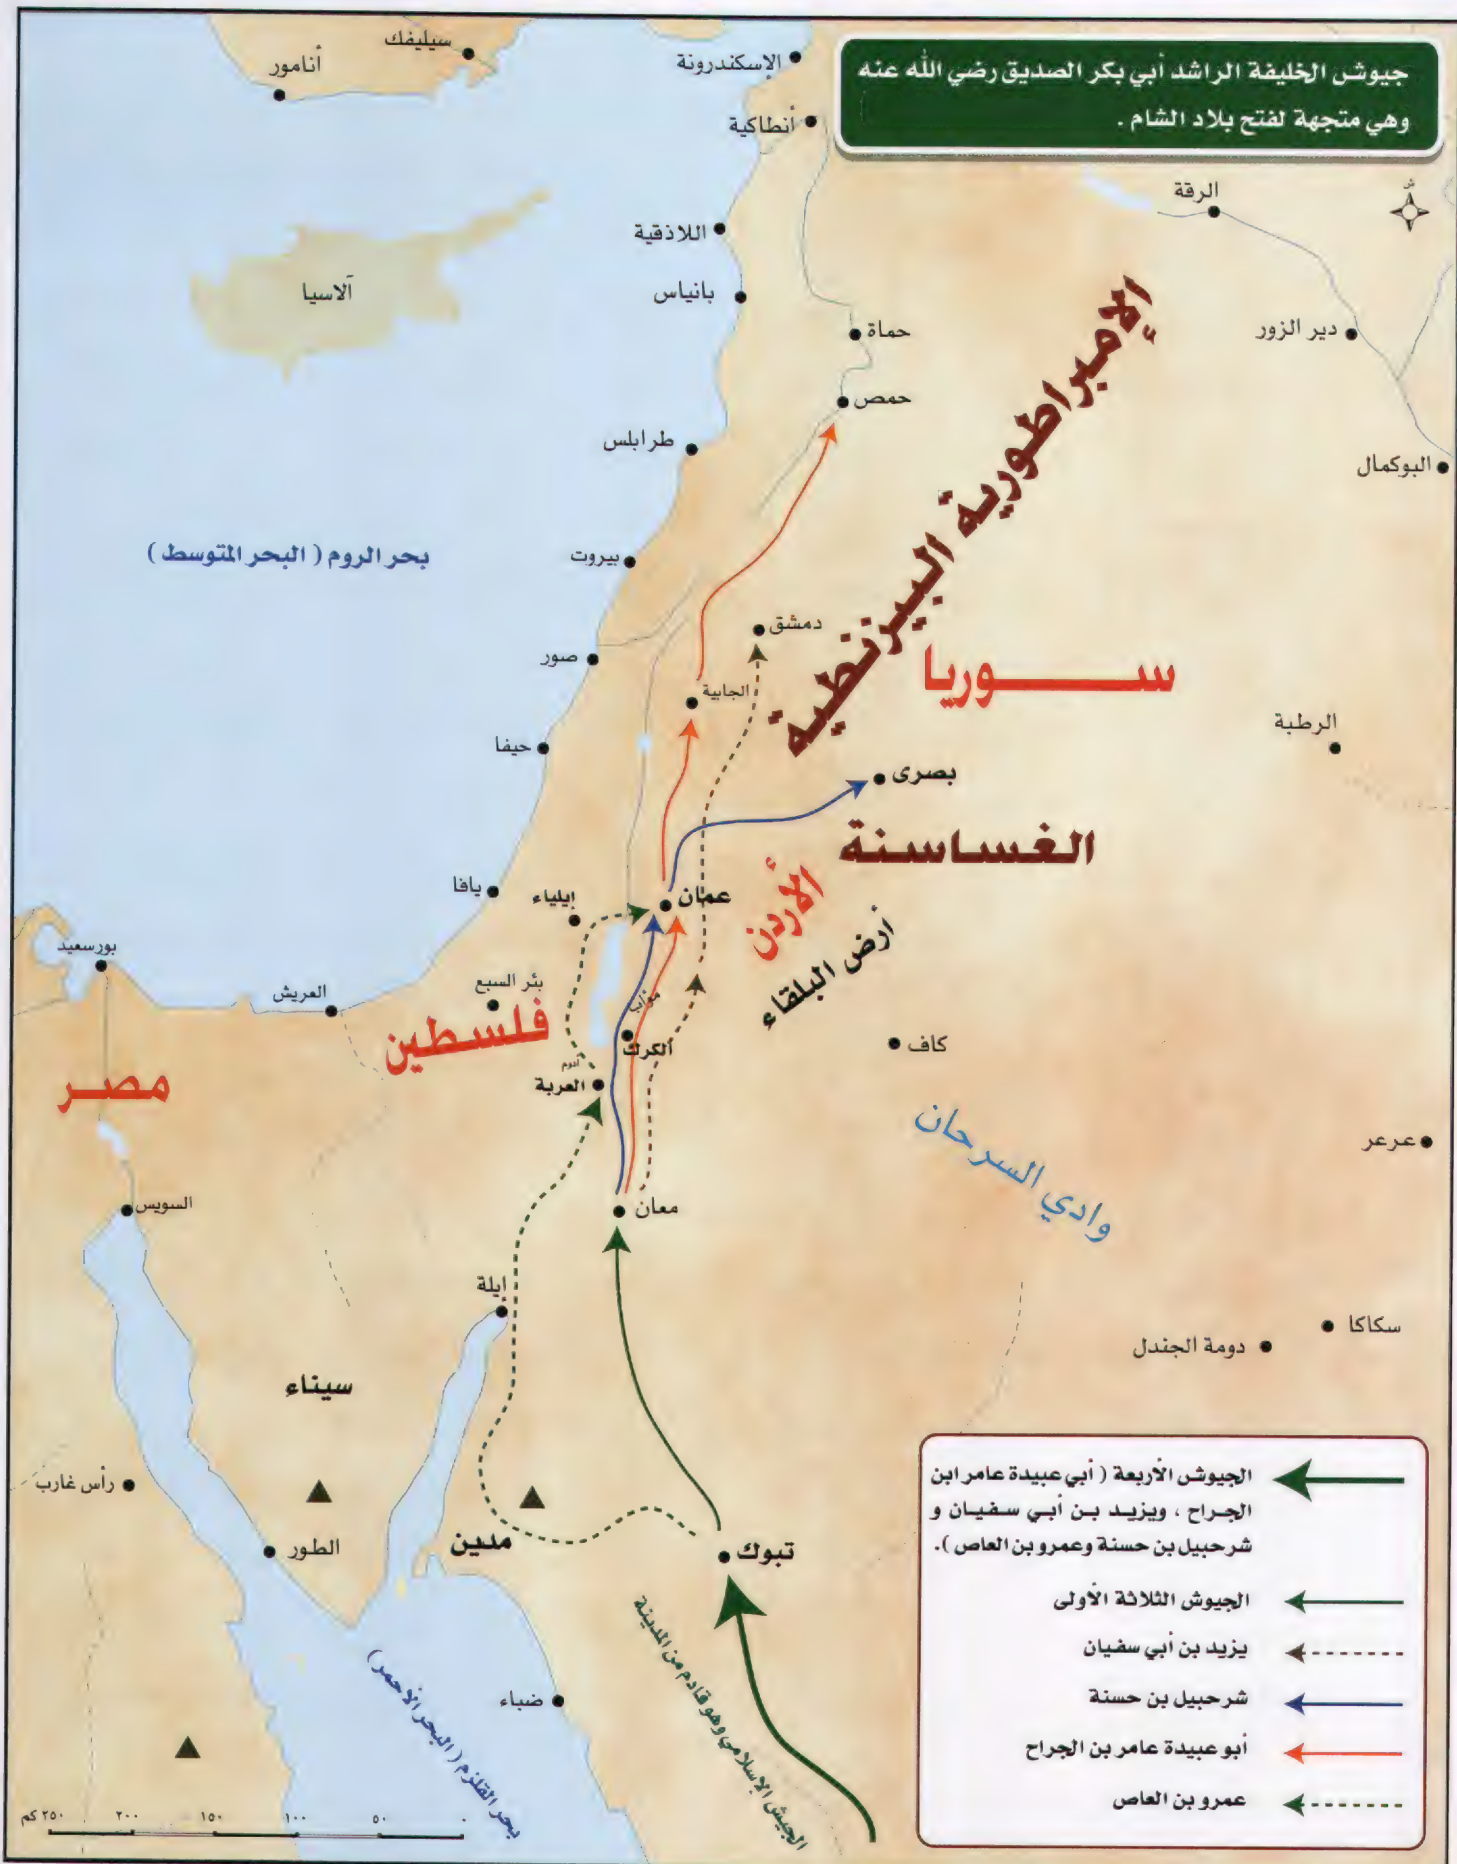 جيوش الخليفة الراشد أبي بكر الصديق رضي الله عنه
وهي متجهة لفتح بلاد الشام .
سيليفك
أنامور
الإسكندرونة
أنطاكية
ش
الرقة
اللاذقية
آلاسيا
بانياس
حماة
دير الزور
حمص
الإمبراطورية البيزنطية
طرابلس
البوكمال
بحر الروم ( البحر المتوسط )
بيروت
دمشق
صور
سوريا
الجابية
الرطبة
حيفا
بصرى
الغساسنة
يافا
إيلياء
عمان
الأردن
أرض البلقاء
بورسعيد
العريش
بئر السبع
فلسطين
مؤاب
الكرك
كاف
أدوم
العربة
مصر
وادي السرحان
عرعر
السويس
معان
إيلة
سكاكا
دومة الجندل
سيناء
رأس غارب
الطور
مدين
تبوك
الجيش الإسلامي وهو قادم من المدينة
ضباء
بحر القلزم ( البحر الأحمر )
الجيوش الأربعة ( أبي عبيدة عامر ابن
الجراح ، ويزيد بن أبي سفيان و
شرحبيل بن حسنة وعمرو بن العاص ).
الجيوش الثلاثة الأولى
يزيد بن أبي سفيان
شرحبيل بن حسنة
أبو عبيدة عامر بن الجراح
عمرو بن العاص
٠ ٥٠ ١٠٠ ١٥٠ ٢٠٠ ٢٥٠ كم